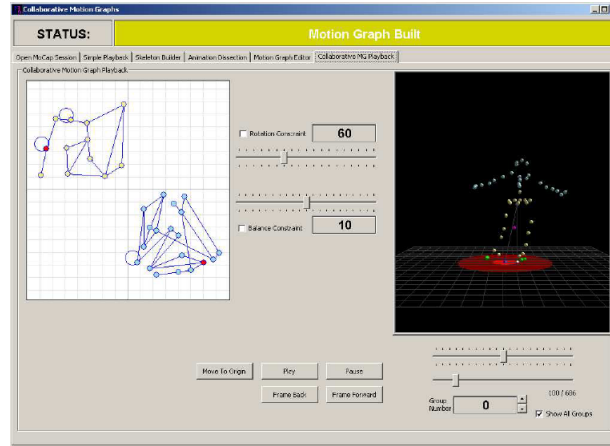 Collaborative Motion Graphs
STATUS:
Motion Graph Built
Open MoCap Session
Simple Playback
Skeleton Builder
Animation Dissection
Motion Graph Editor
Collaborative MG Playback
Collaborative Motion Graph Playback
Rotation Constraint
60
Balance Constraint
10
Move To Origin
Play
Pause
Frame Back
Frame Forward
100 / 686
Group
Number
0
Show All Groups